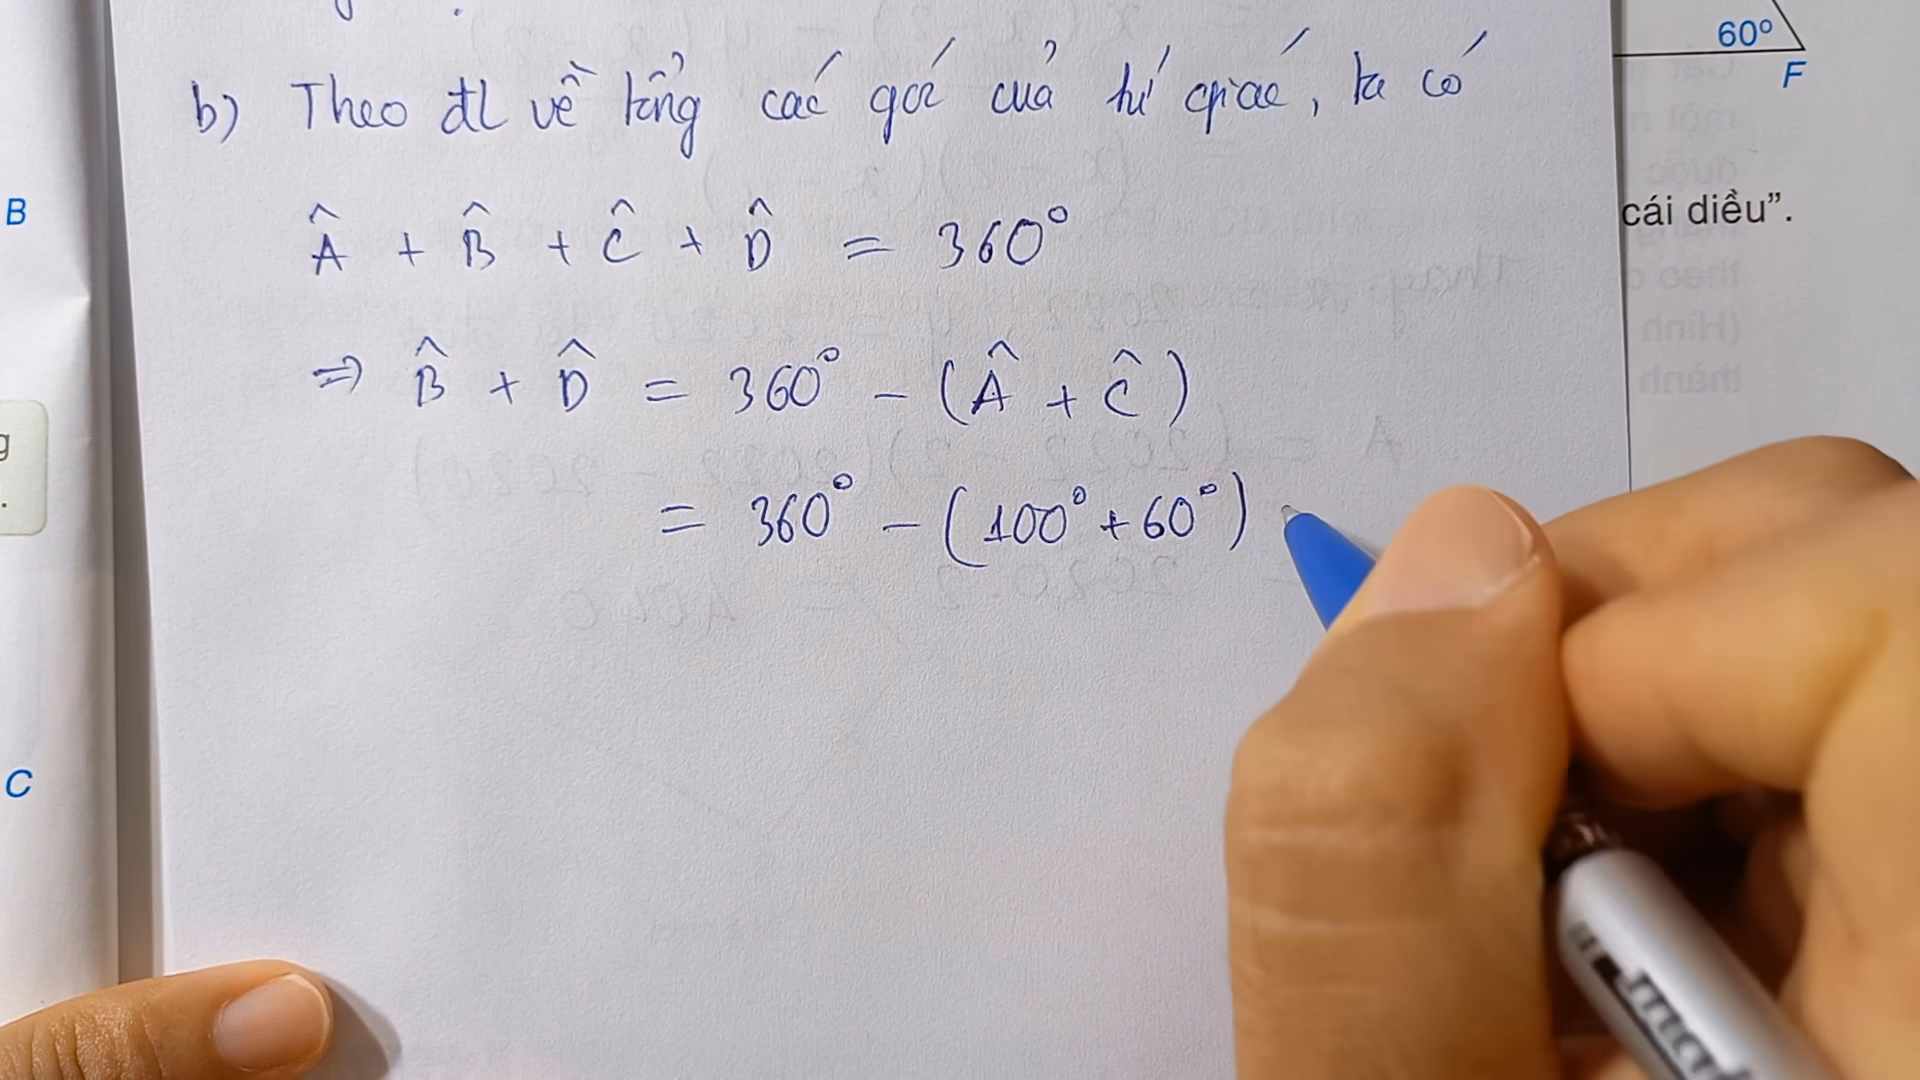 b) Theo đl về tổng các góc của tứ giác, ta có
Â + B̂ + Ĉ + D̂ = 360°
=> B̂ + D̂ = 360° - (Â + Ĉ)
= 360° - (100° + 60°)
60°
F
cái diều".
B
g
.
C